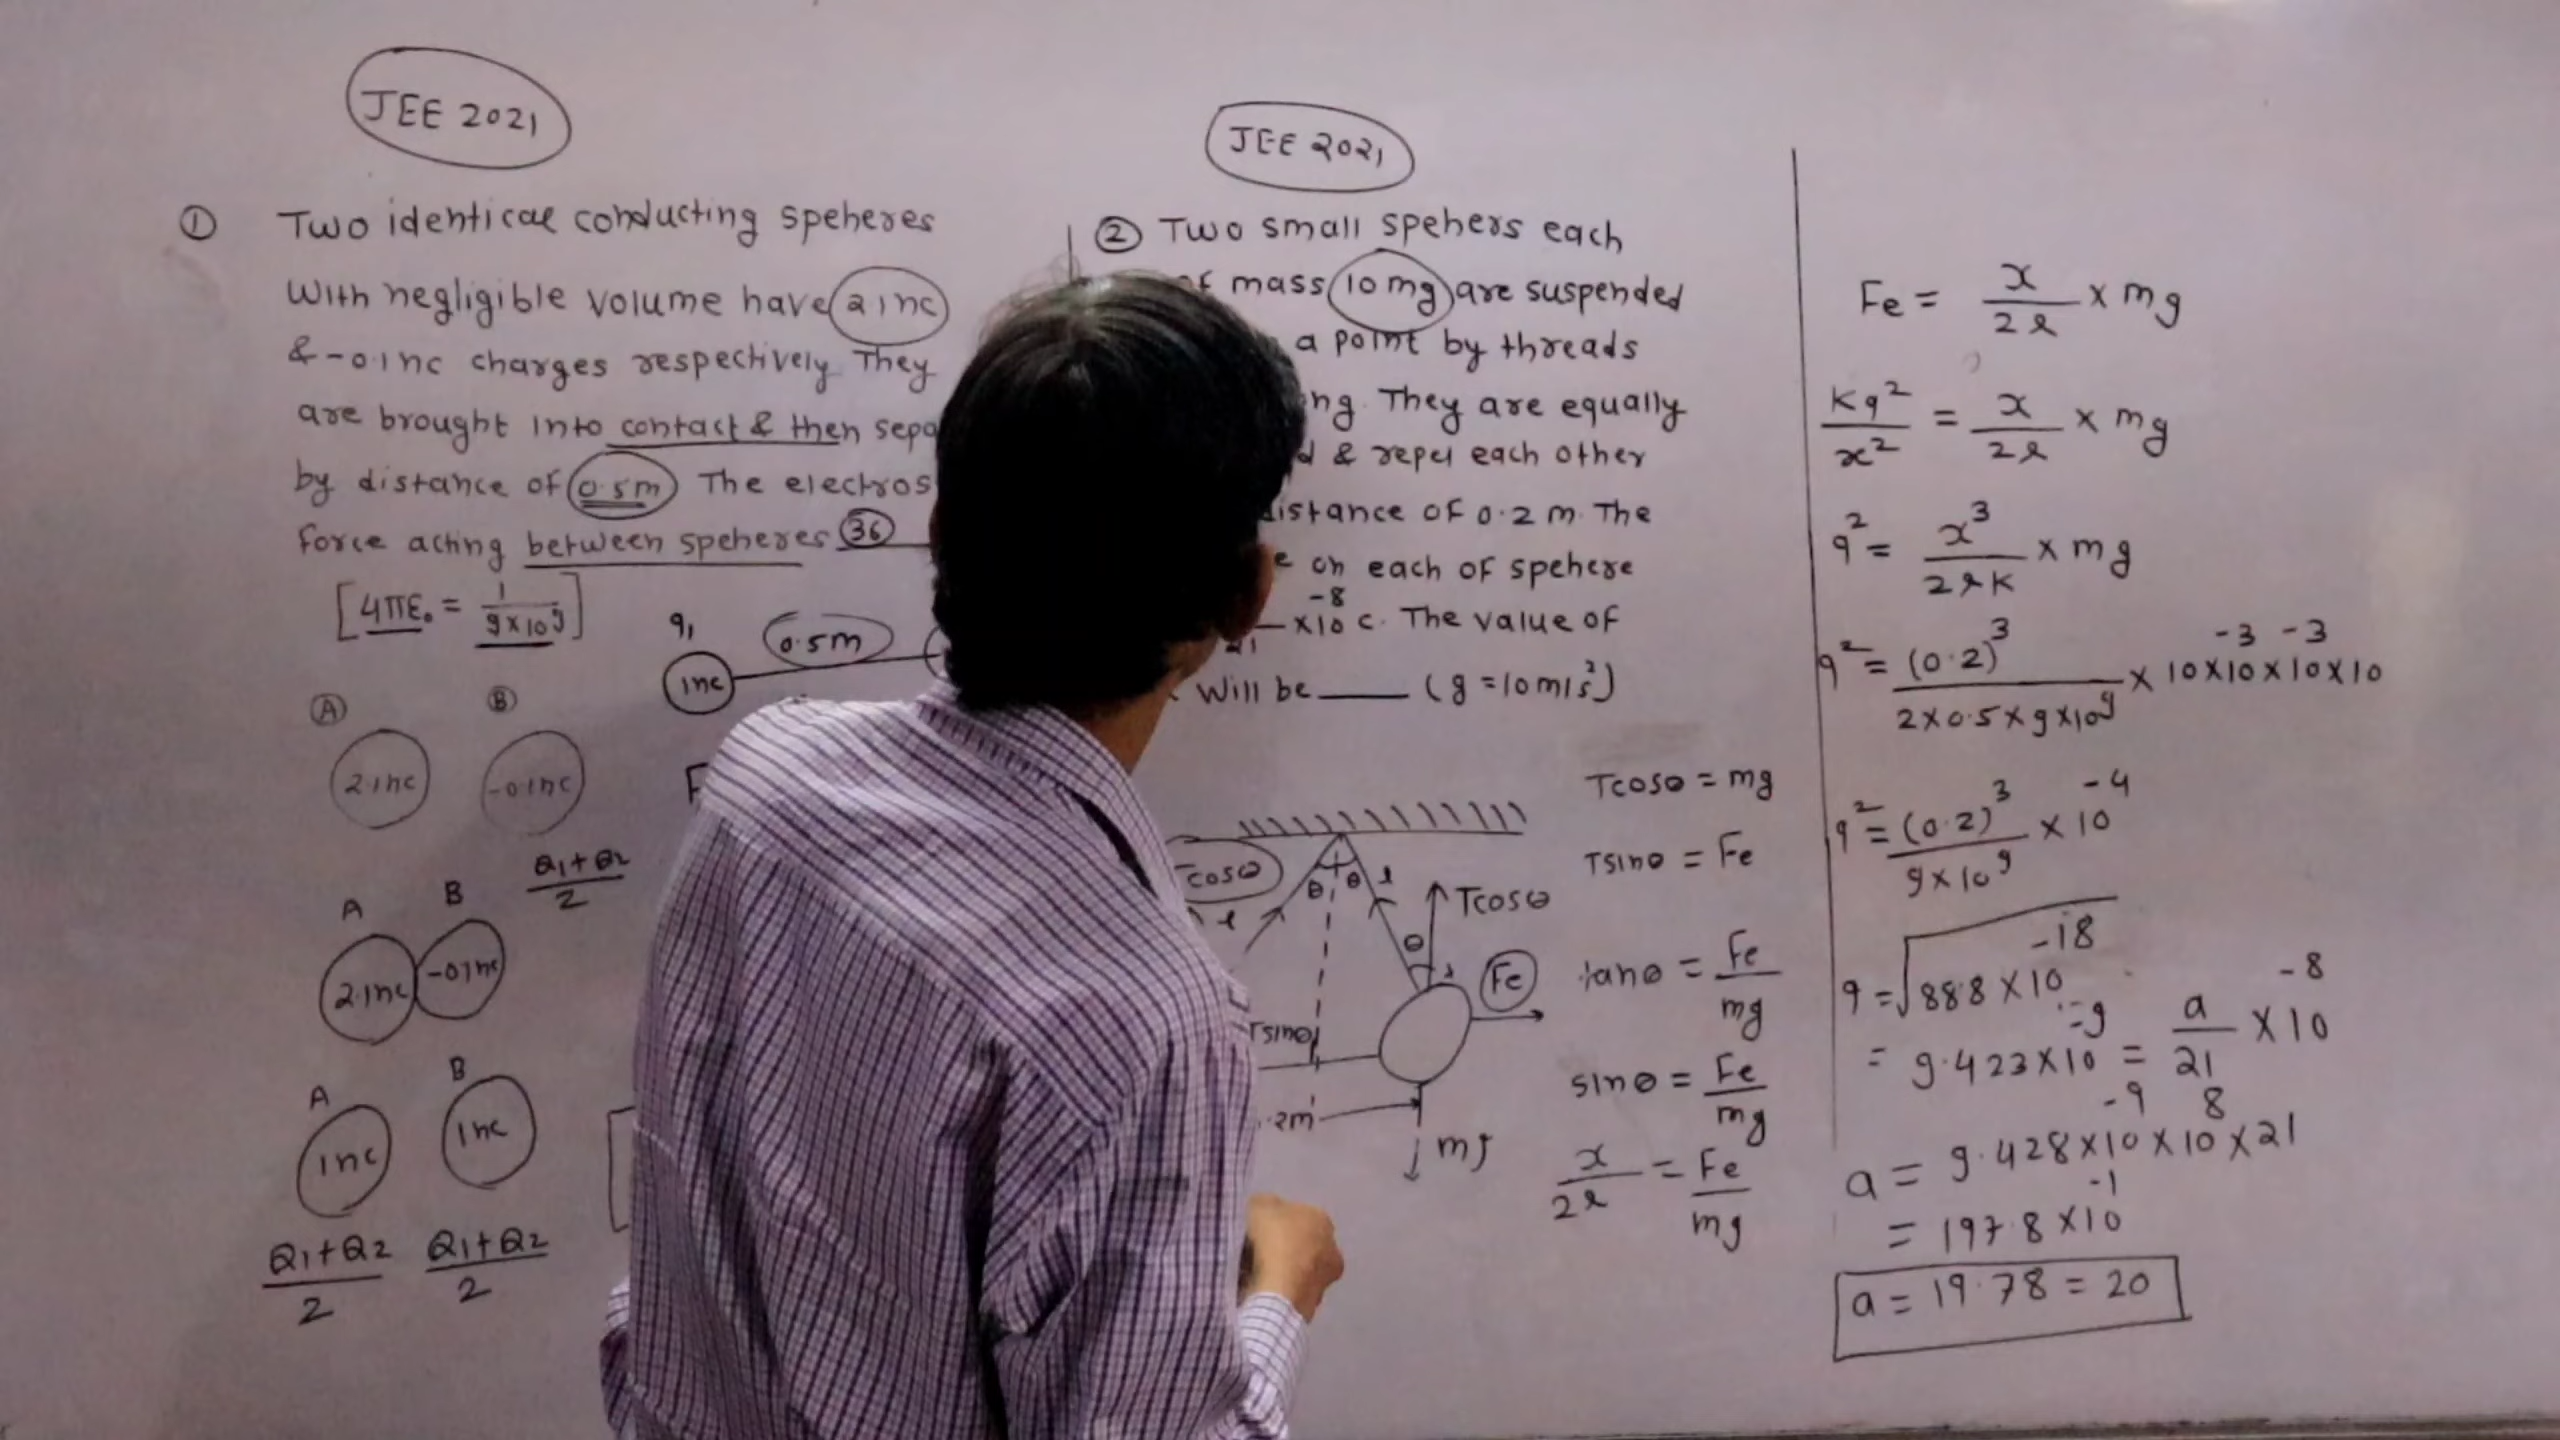 JEE 2021
① Two identical conducting speheres
With negligible volume have 2.1nc
& -0.1nc charges respectively They
are brought into contact & then sepa
by distance of 0.5m The electros
force acting between speheres 36
[4πε₀ = 1/9×10⁹]
q₁
1nc
0.5m
Ⓐ Ⓑ
2.1nc -0.1nc
Q₁+Q₂/2
A B
2.1nc -0.1nc
A B
1nc 1nc
Q₁+Q₂/2 Q₁+Q₂/2
F
JEE 2021
② Two small spehers each
of mass 10mg are suspended
a point by threads
ng. They are equally
d & repel each other
distance of 0.2m. The
e on each of spehere
21 ×10⁻⁸ c. The value of
Will be ____ (g = 10m/s²)
Tcosθ
θ θ
l l
Tcosθ
θ
Fe
Tsinθ
.2m
mg
Tcosθ = mg
Tsinθ = Fe
tanθ = Fe/mg
sinθ = Fe/mg
x/2l = Fe/mg
Fe = x/2l × mg
Kq²/x² = x/2l × mg
q² = x³/2lK × mg
q² = (0.2)³/2×0.5×9×10⁹ × 10×10⁻³×10⁻³×10
q² = (0.2)³/9×10⁹ × 10⁻⁴
q = √88.8×10⁻¹⁸
= 9.423×10⁻⁹ = a/21 ×10⁻⁸
a = 9.428×10⁻⁹×10⁸×21
= 197.8×10⁻¹
a = 19.78 = 20